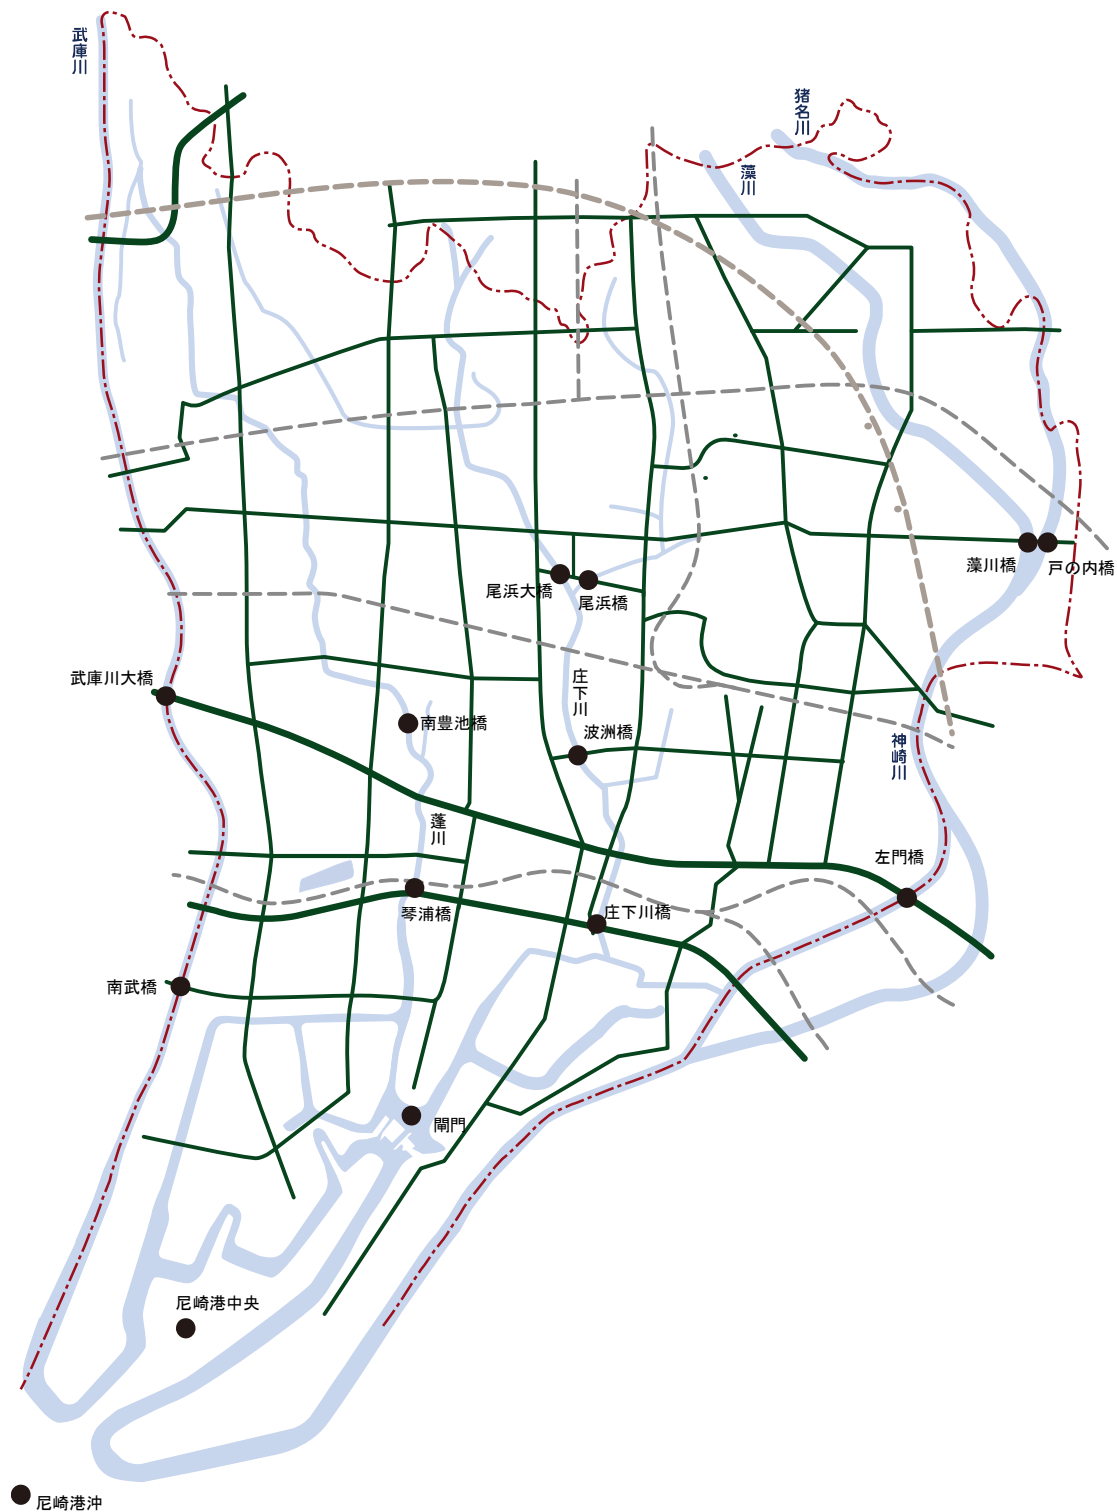 武庫川
猪名川
藻川
藻川橋
戸の内橋
尾浜大橋
尾浜橋
武庫川大橋
庄下川
南豊池橋
波洲橋
神崎川
蓬川
左門橋
琴浦橋
庄下川橋
南武橋
閘門
尼崎港中央
尼崎港沖